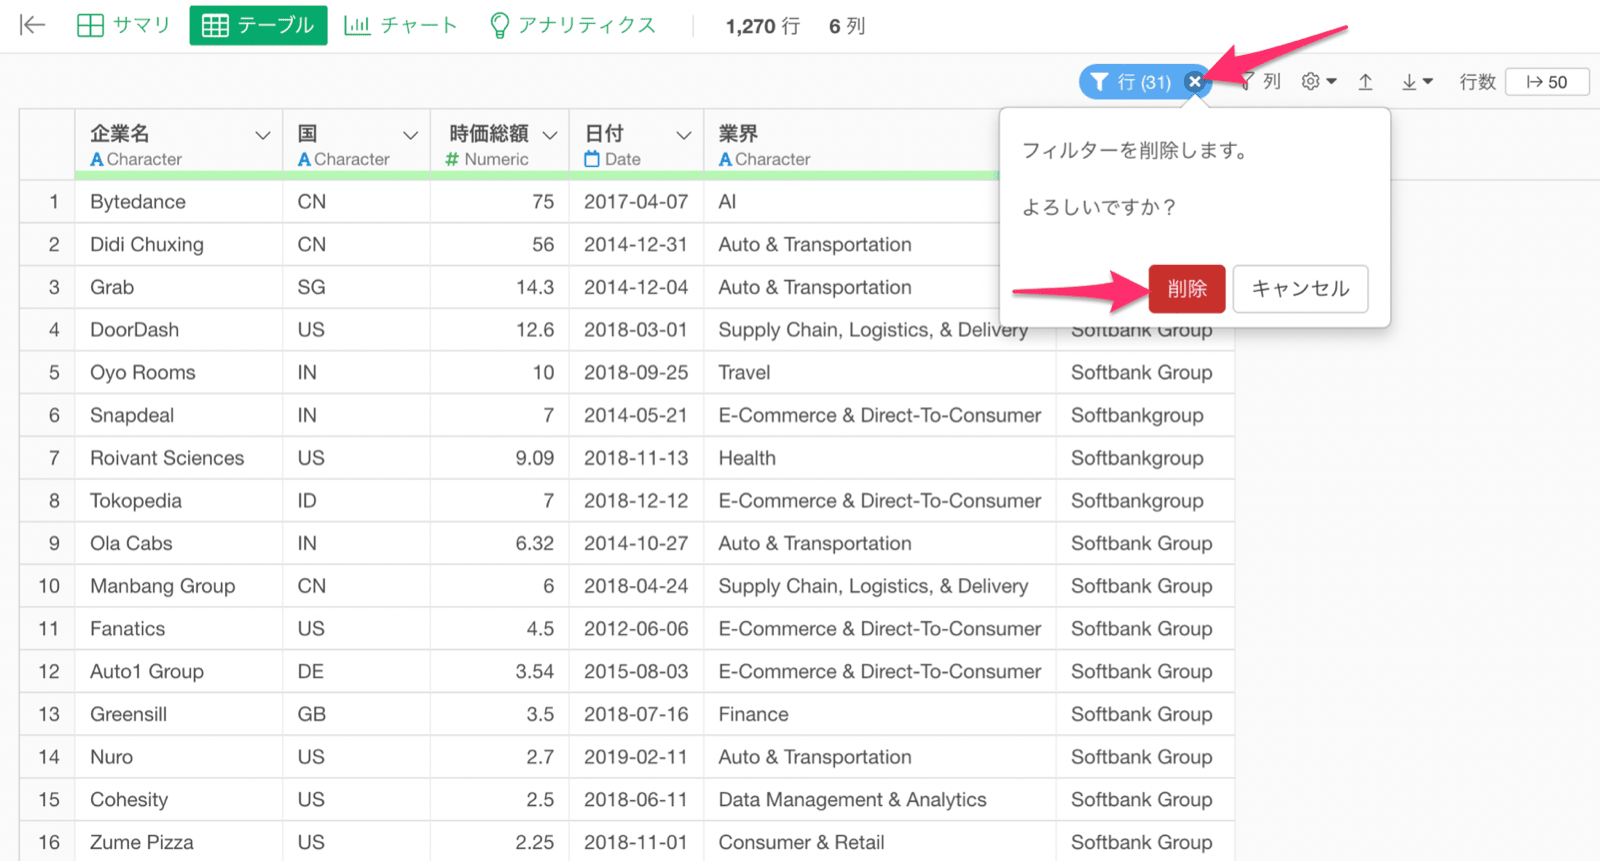 サマリ テーブル チャート アナリティクス 1,270 行 6 列
行 (31) 列 行数 50
企業名 国 時価総額 日付 業界
Character Character Numeric Date Character
フィルターを削除します。
よろしいですか？
削除 キャンセル
1 Bytedance CN 75 2017-04-07 AI
2 Didi Chuxing CN 56 2014-12-31 Auto & Transportation
3 Grab SG 14.3 2014-12-04 Auto & Transportation
4 DoorDash US 12.6 2018-03-01 Supply Chain, Logistics, & Delivery Softbank Group
5 Oyo Rooms IN 10 2018-09-25 Travel Softbank Group
6 Snapdeal IN 7 2014-05-21 E-Commerce & Direct-To-Consumer Softbankgroup
7 Roivant Sciences US 9.09 2018-11-13 Health Softbankgroup
8 Tokopedia ID 7 2018-12-12 E-Commerce & Direct-To-Consumer Softbankgroup
9 Ola Cabs IN 6.32 2014-10-27 Auto & Transportation Softbank Group
10 Manbang Group CN 6 2018-04-24 Supply Chain, Logistics, & Delivery Softbank Group
11 Fanatics US 4.5 2012-06-06 E-Commerce & Direct-To-Consumer Softbank Group
12 Auto1 Group DE 3.54 2015-08-03 E-Commerce & Direct-To-Consumer Softbank Group
13 Greensill GB 3.5 2018-07-16 Finance Softbank Group
14 Nuro US 2.7 2019-02-11 Auto & Transportation Softbank Group
15 Cohesity US 2.5 2018-06-11 Data Management & Analytics Softbank Group
16 Zume Pizza US 2.25 2018-11-01 Consumer & Retail Softbank Group